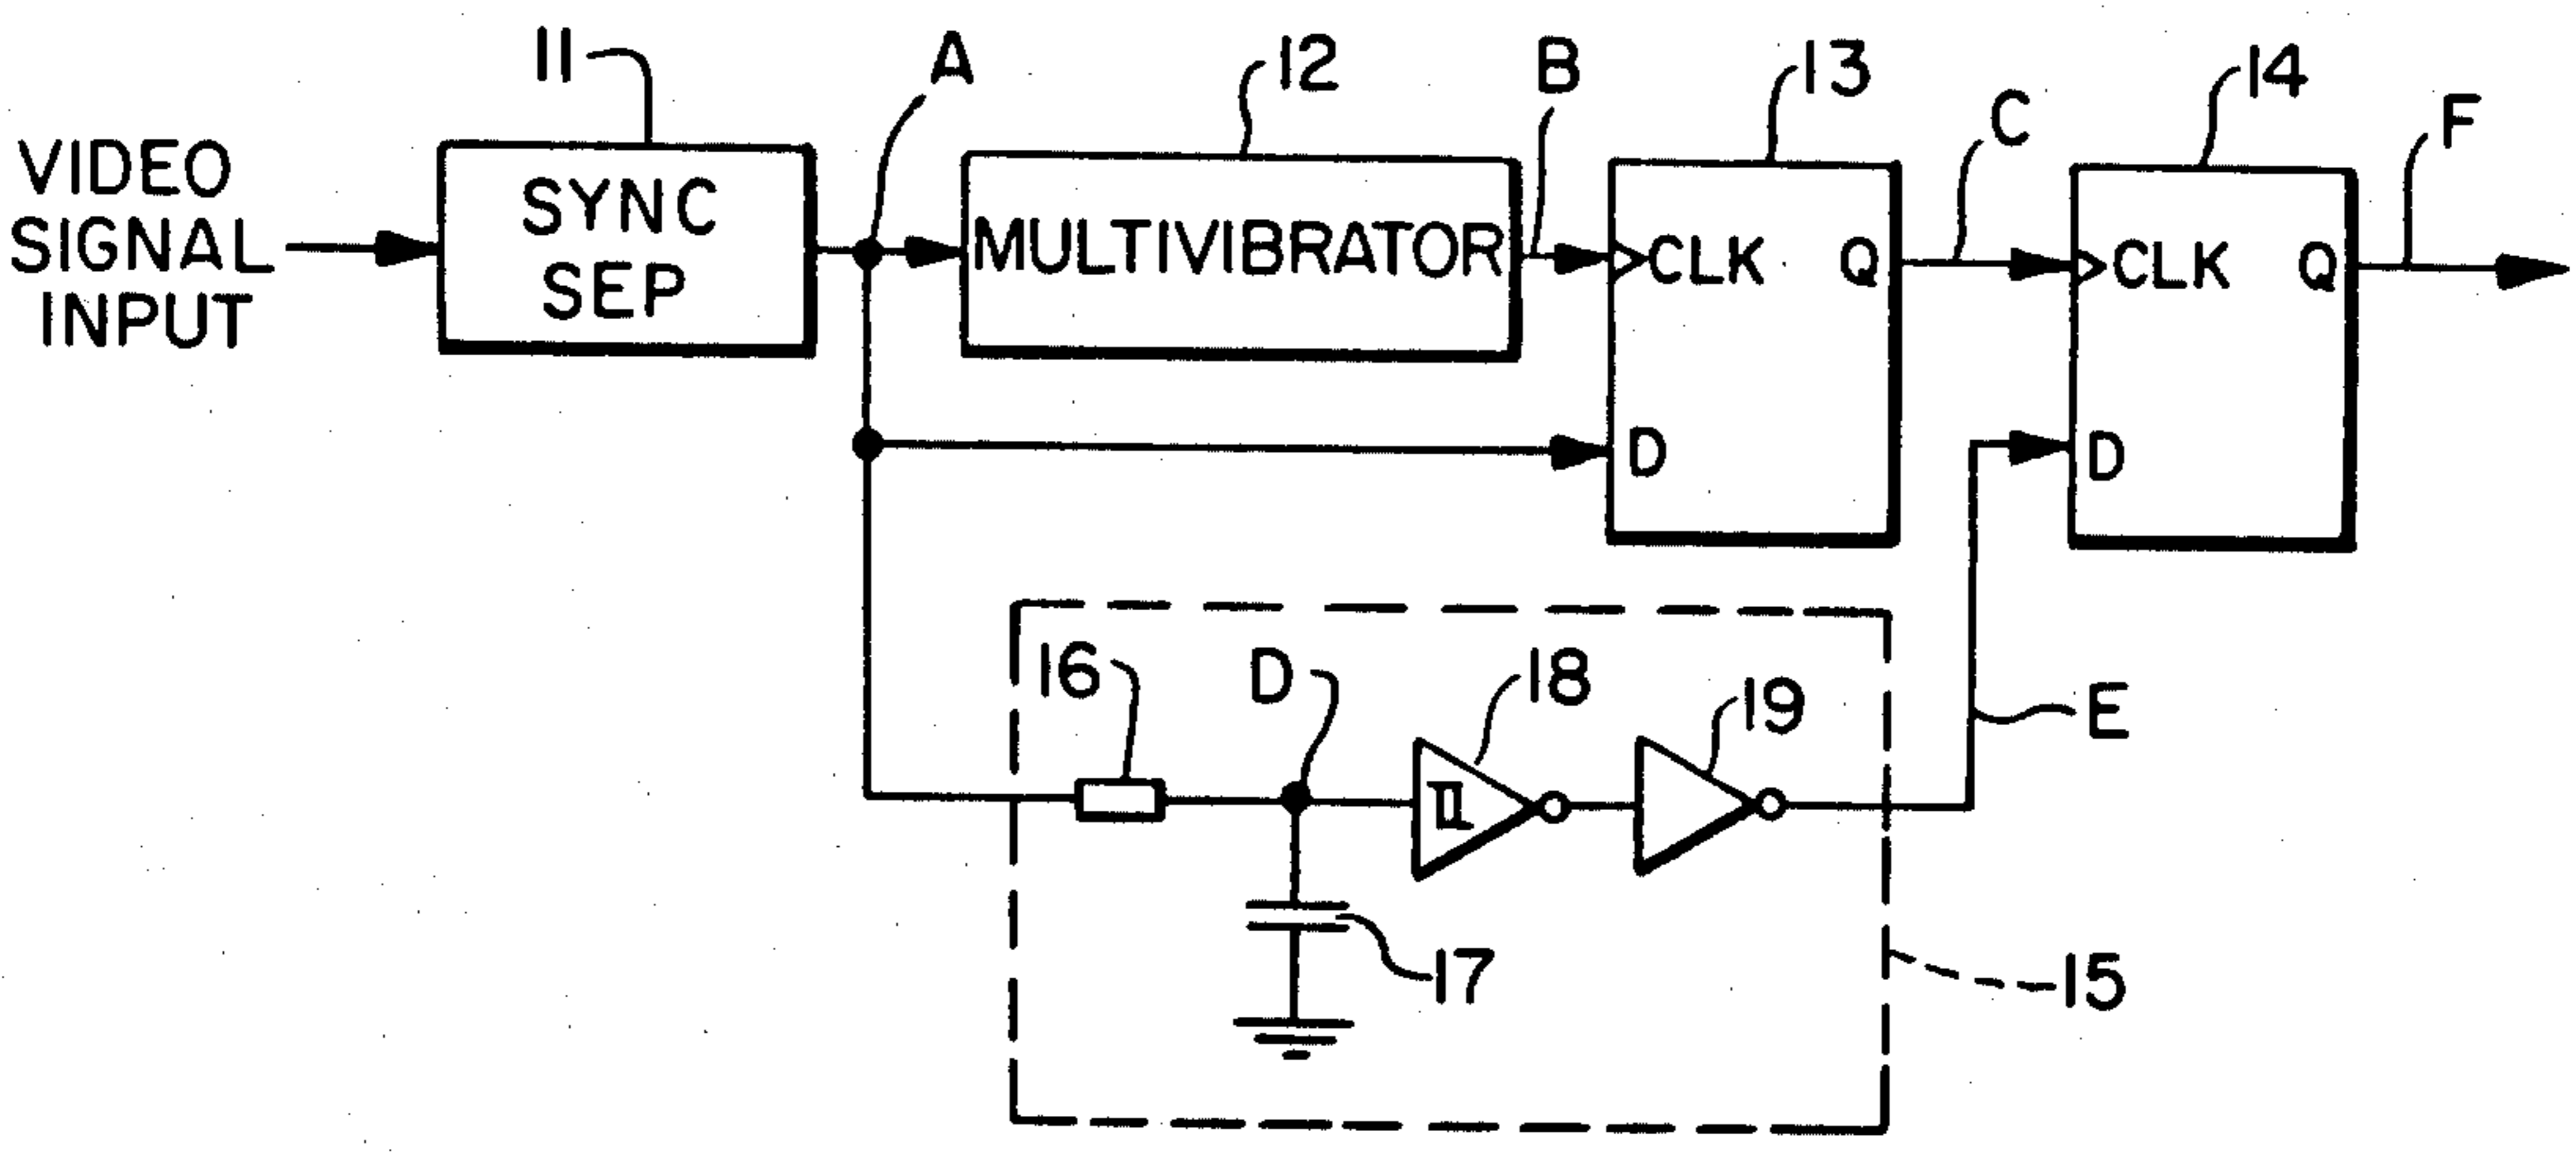 11
A
12
B
13
C
14
F
VIDEO
SIGNAL
INPUT
SYNC
SEP
MULTIVIBRATOR
CLK
Q
CLK
Q
D
D
16
D
18
19
E
17
15